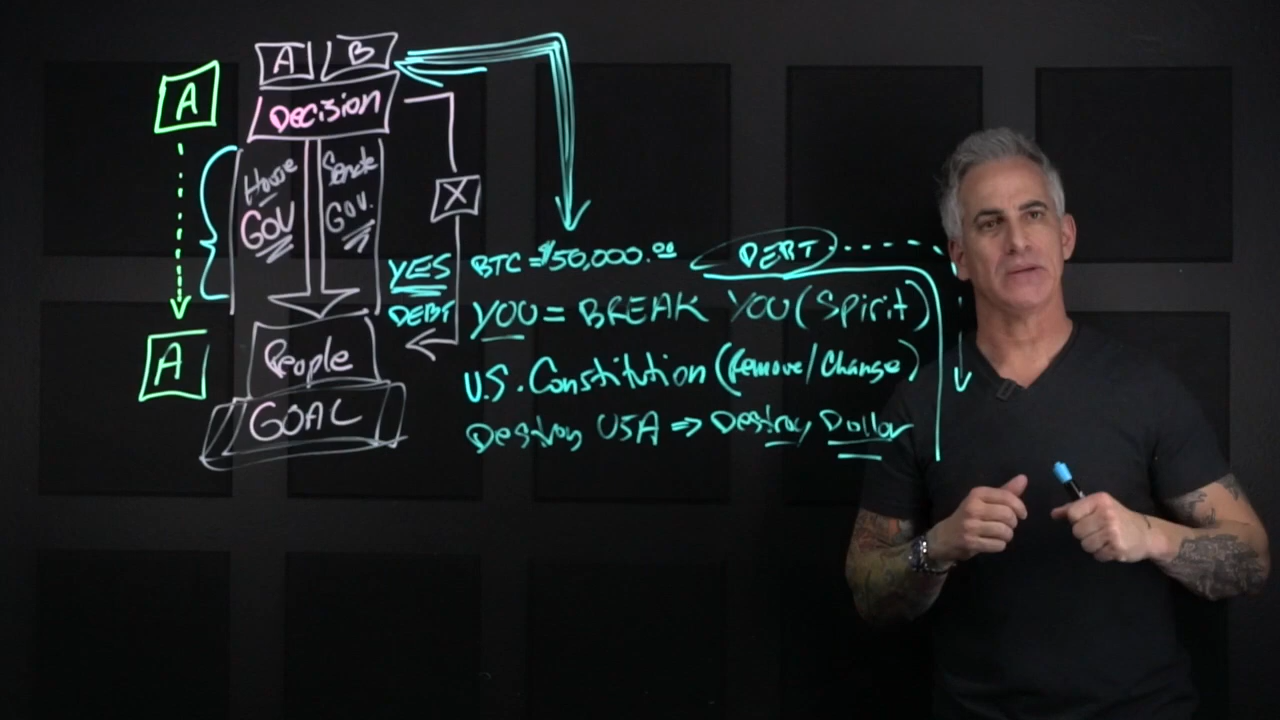 A B
A Decision
House Senate
GOV GOV.
X
YES BTC = $50,000.00 DEBT
DEBT YOU = BREAK YOU (Spirit)
A People
U.S. Constitution (Remove/Change)
GOAL
Destroy USA => Destroy Dollar